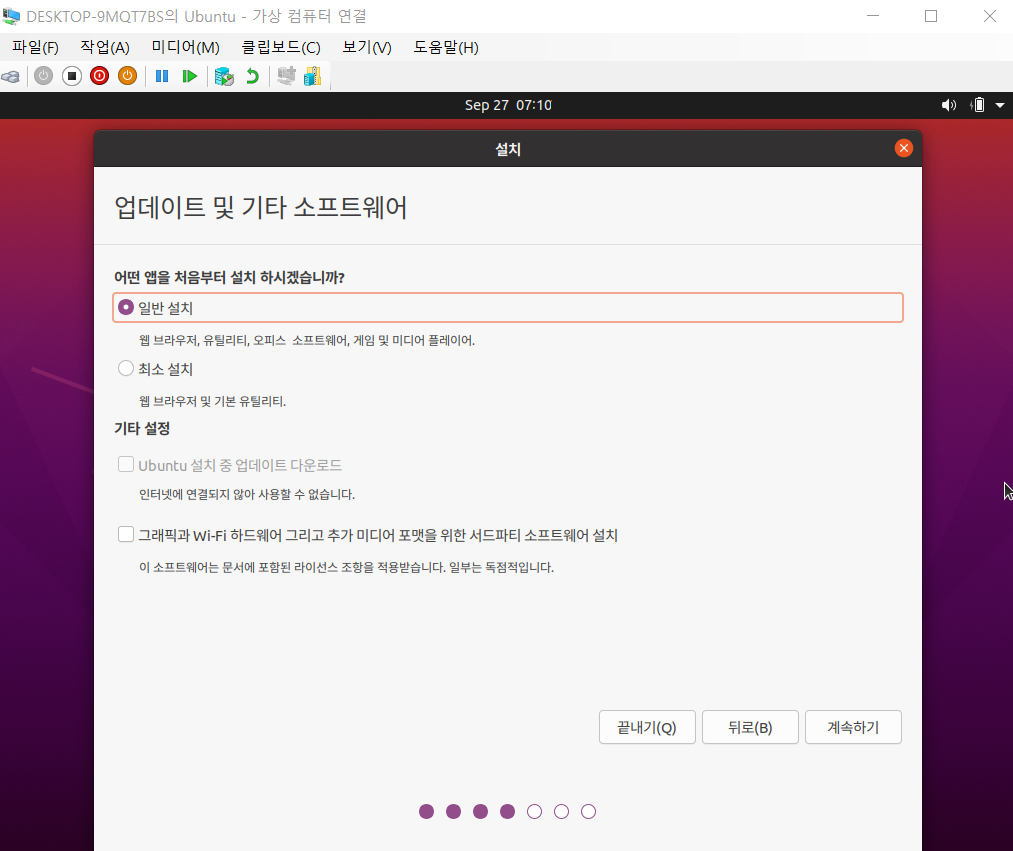 DESKTOP-9MQT7BS의 Ubuntu - 가상 컴퓨터 연결
파일(F) 작업(A) 미디어(M) 클립보드(C) 보기(V) 도움말(H)
Sep 27 07:10
설치
업데이트 및 기타 소프트웨어
어떤 앱을 처음부터 설치 하시겠습니까?
일반 설치
웹 브라우저, 유틸리티, 오피스 소프트웨어, 게임 및 미디어 플레이어.
최소 설치
웹 브라우저 및 기본 유틸리티.
기타 설정
Ubuntu 설치 중 업데이트 다운로드
인터넷에 연결되지 않아 사용할 수 없습니다.
그래픽과 Wi-Fi 하드웨어 그리고 추가 미디어 포맷을 위한 서드파티 소프트웨어 설치
이 소프트웨어는 문서에 포함된 라이선스 조항을 적용받습니다. 일부는 독점적입니다.
끝내기(Q) 뒤로(B) 계속하기